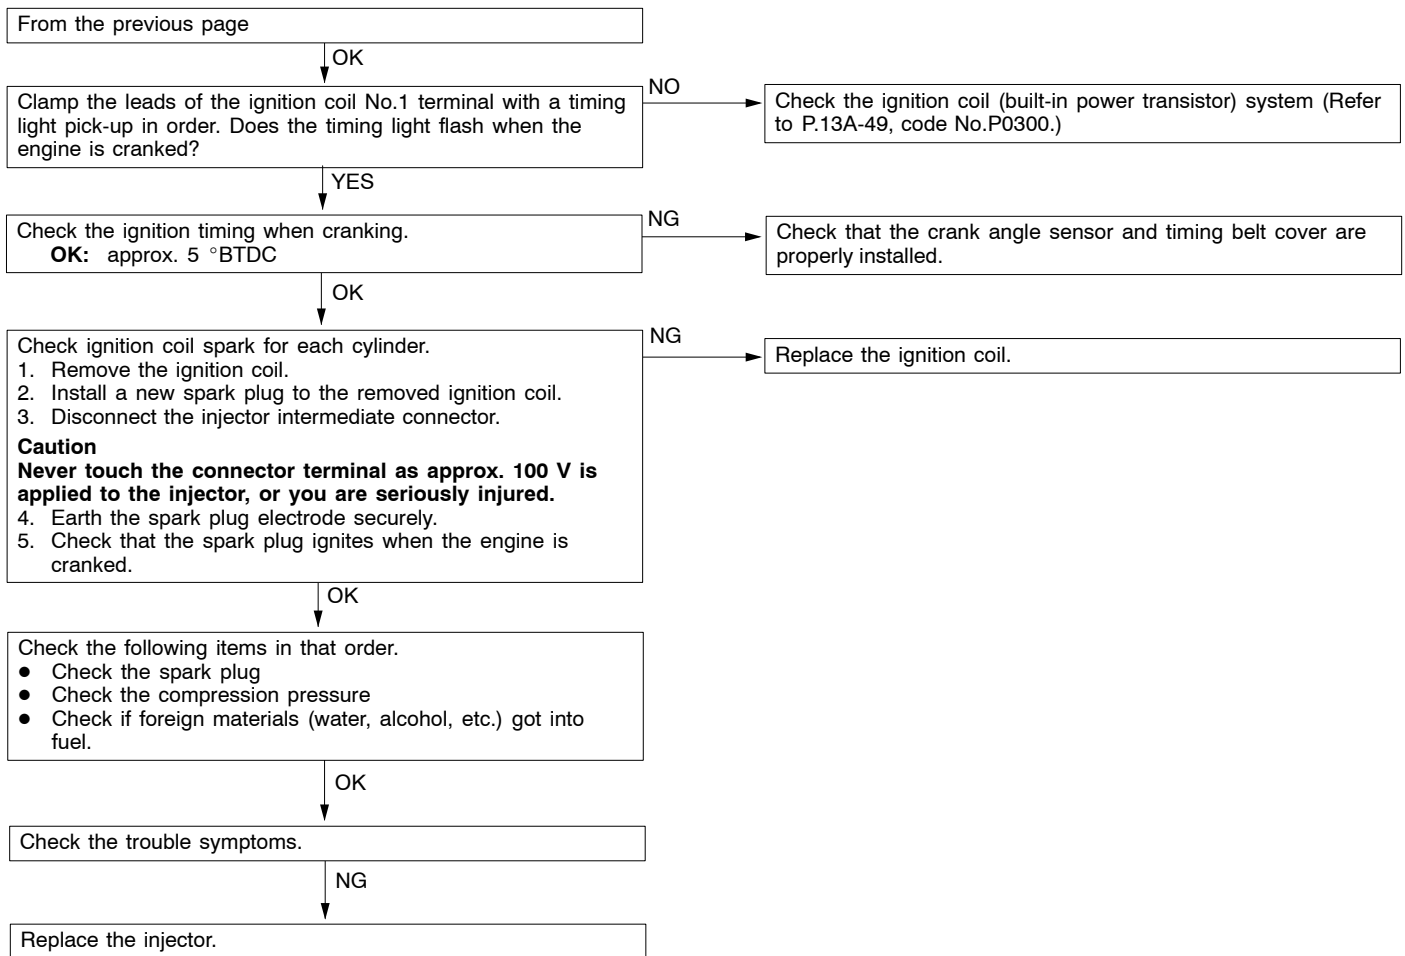 From the previous page
OK
Clamp the leads of the ignition coil No.1 terminal with a timing
light pick-up in order. Does the timing light flash when the
engine is cranked?
NO
Check the ignition coil (built-in power transistor) system (Refer
to P.13A-49, code No.P0300.)
YES
Check the ignition timing when cranking.
OK: approx. 5 °BTDC
NG
Check that the crank angle sensor and timing belt cover are
properly installed.
OK
Check ignition coil spark for each cylinder.
1. Remove the ignition coil.
2. Install a new spark plug to the removed ignition coil.
3. Disconnect the injector intermediate connector.
Caution
Never touch the connector terminal as approx. 100 V is
applied to the injector, or you are seriously injured.
4. Earth the spark plug electrode securely.
5. Check that the spark plug ignites when the engine is
cranked.
NG
Replace the ignition coil.
OK
Check the following items in that order.
● Check the spark plug
● Check the compression pressure
● Check if foreign materials (water, alcohol, etc.) got into
fuel.
OK
Check the trouble symptoms.
NG
Replace the injector.